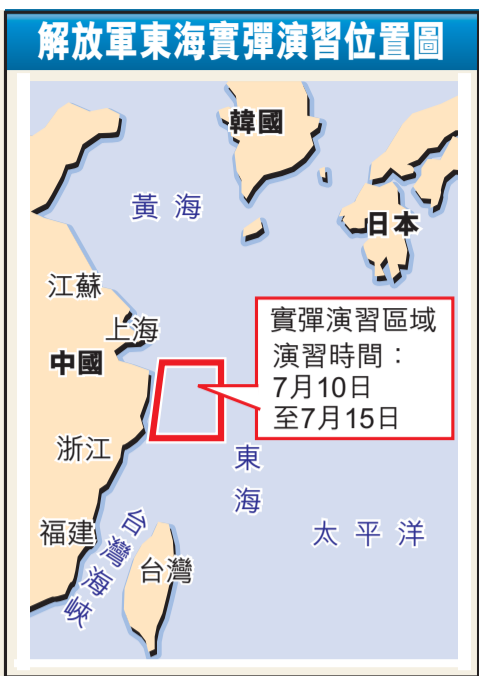 解放軍東海實彈演習位置圖
韓國
黃海
日本
江蘇
上海
中國
實彈演習區域
演習時間：
7月10日
至7月15日
浙江
東海
福建
台灣海峽
台灣
太平洋